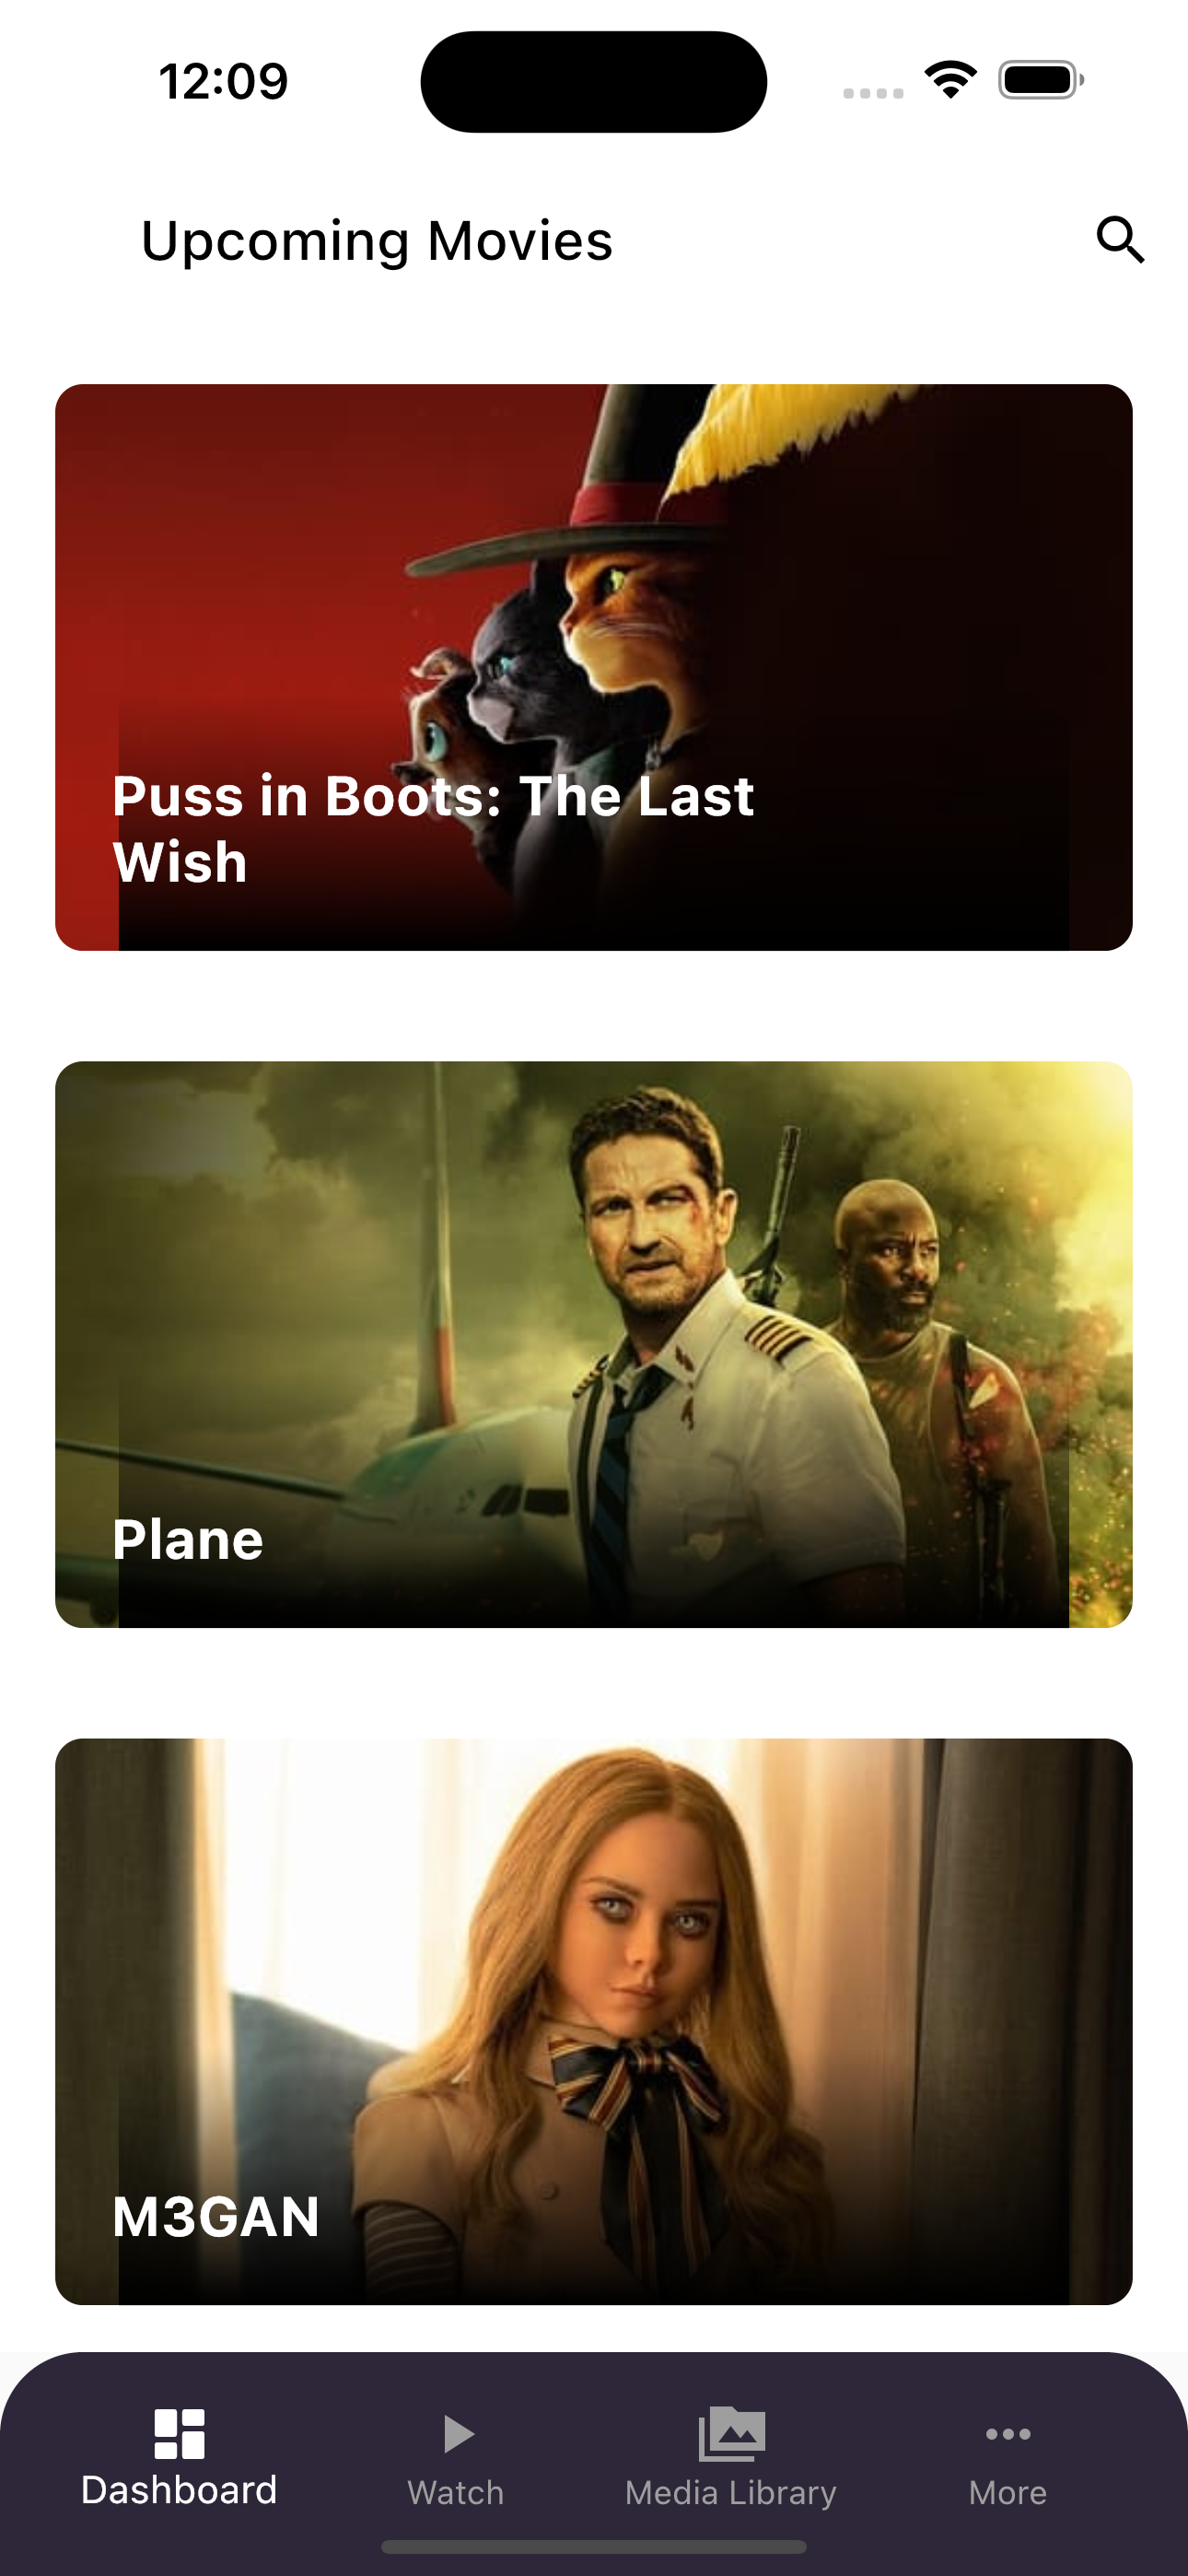 12:09
Upcoming Movies
Puss in Boots: The Last
Wish
Plane
M3GAN
Dashboard
Watch
Media Library
More